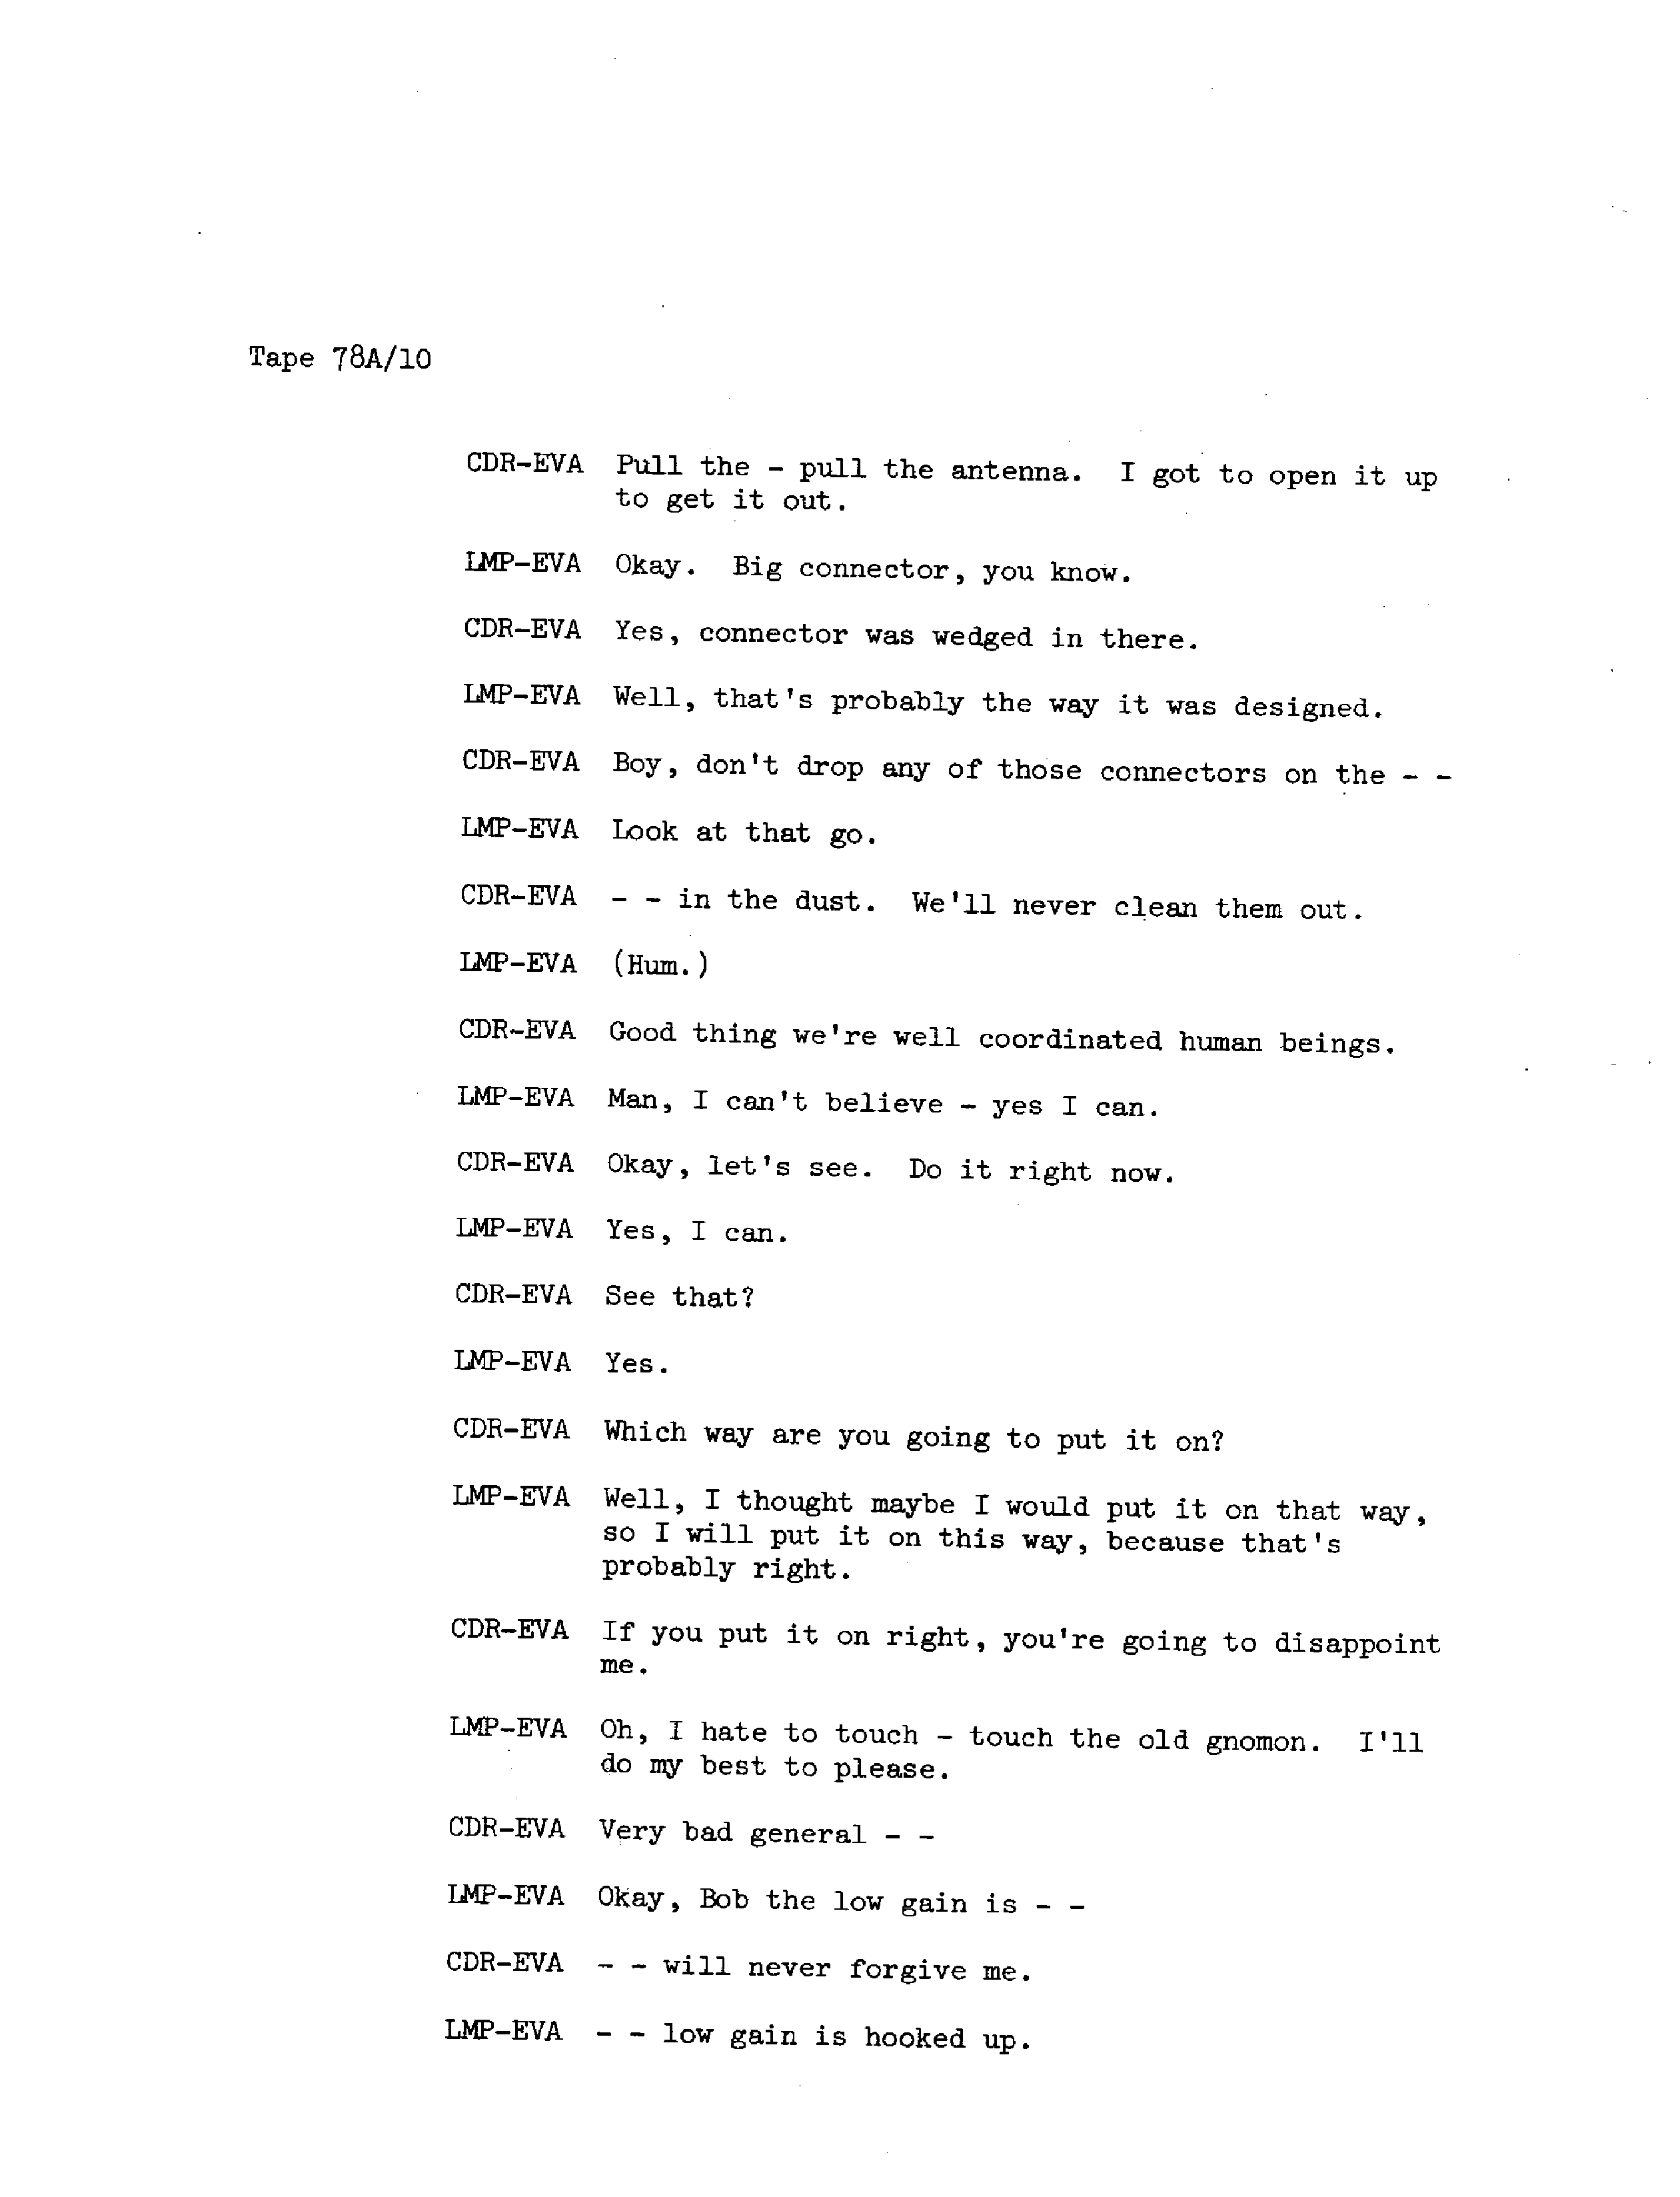 Tape 78A/10
CDR-EVA Pull the - pull the antenna. I got to open it up
to get it out.
LMP-EVA Okay. Big connector, you know.
CDR-EVA Yes, connector was wedged in there.
LMP-EVA Well, that's probably the way it was designed.
CDR-EVA Boy, don't drop any of those connectors on the - -
LMP-EVA Look at that go.
CDR-EVA - - in the dust. We'll never clean them out.
LMP-EVA (Hum.)
CDR-EVA Good thing we're well coordinated human beings.
LMP-EVA Man, I can't believe - yes I can.
CDR-EVA Okay, let's see. Do it right now.
LMP-EVA Yes, I can.
CDR-EVA See that?
LMP-EVA Yes.
CDR-EVA Which way are you going to put it on?
LMP-EVA Well, I thought maybe I would put it on that way,
so I will put it on this way, because that's
probably right.
CDR-EVA If you put it on right, you're going to disappoint
me.
LMP-EVA Oh, I hate to touch - touch the old gnomon. I'll
do my best to please.
CDR-EVA Very bad general - -
LMP-EVA Okay, Bob the low gain is - -
CDR-EVA - - will never forgive me.
LMP-EVA - - low gain is hooked up.